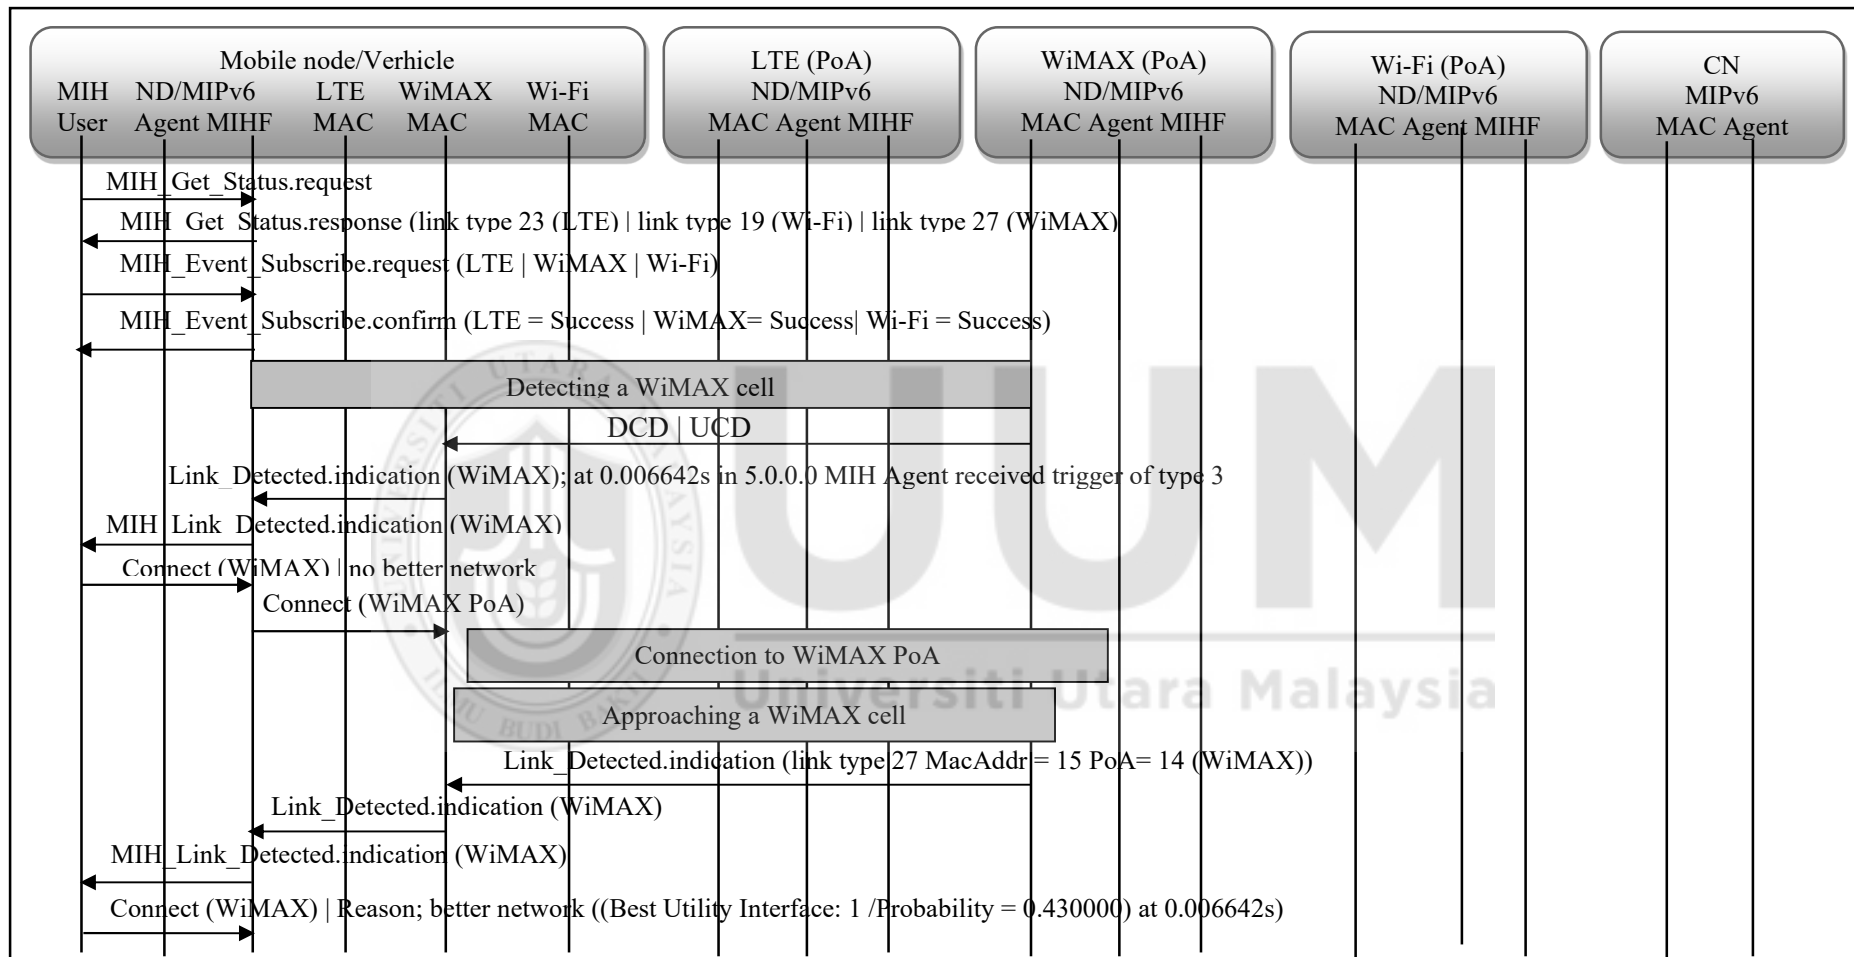 Mobile node/Verhicle
MIH ND/MIPv6 LTE WiMAX Wi-Fi
User Agent MIHF MAC MAC MAC
LTE (PoA)
ND/MIPv6
MAC Agent MIHF
WiMAX (PoA)
ND/MIPv6
MAC Agent MIHF
Wi-Fi (PoA)
ND/MIPv6
MAC Agent MIHF
CN
MIPv6
MAC Agent
MIH_Get_Status.request
MIH_Get_Status.response (link type 23 (LTE) | link type 19 (Wi-Fi) | link type 27 (WiMAX)
MIH_Event_Subscribe.request (LTE | WiMAX | Wi-Fi)
MIH_Event_Subscribe.confirm (LTE = Success | WiMAX= Success| Wi-Fi = Success)
Detecting a WiMAX cell
DCD | UCD
Link_Detected.indication (WiMAX); at 0.006642s in 5.0.0.0 MIH Agent received trigger of type 3
MIH_Link_Detected.indication (WiMAX)
Connect (WiMAX) | no better network
Connect (WiMAX PoA)
Connection to WiMAX PoA
Approaching a WiMAX cell
Link_Detected.indication (link type 27 MacAddr = 15 PoA= 14 (WiMAX))
Link_Detected.indication (WiMAX)
MIH_Link_Detected.indication (WiMAX)
Connect (WiMAX) | Reason; better network ((Best Utility Interface: 1 /Probability = 0.430000) at 0.006642s)
UNIVERSITI UTARA MALAYSIA
ILMU BUDI BAKTI
UUM
Universiti Utara Malaysia